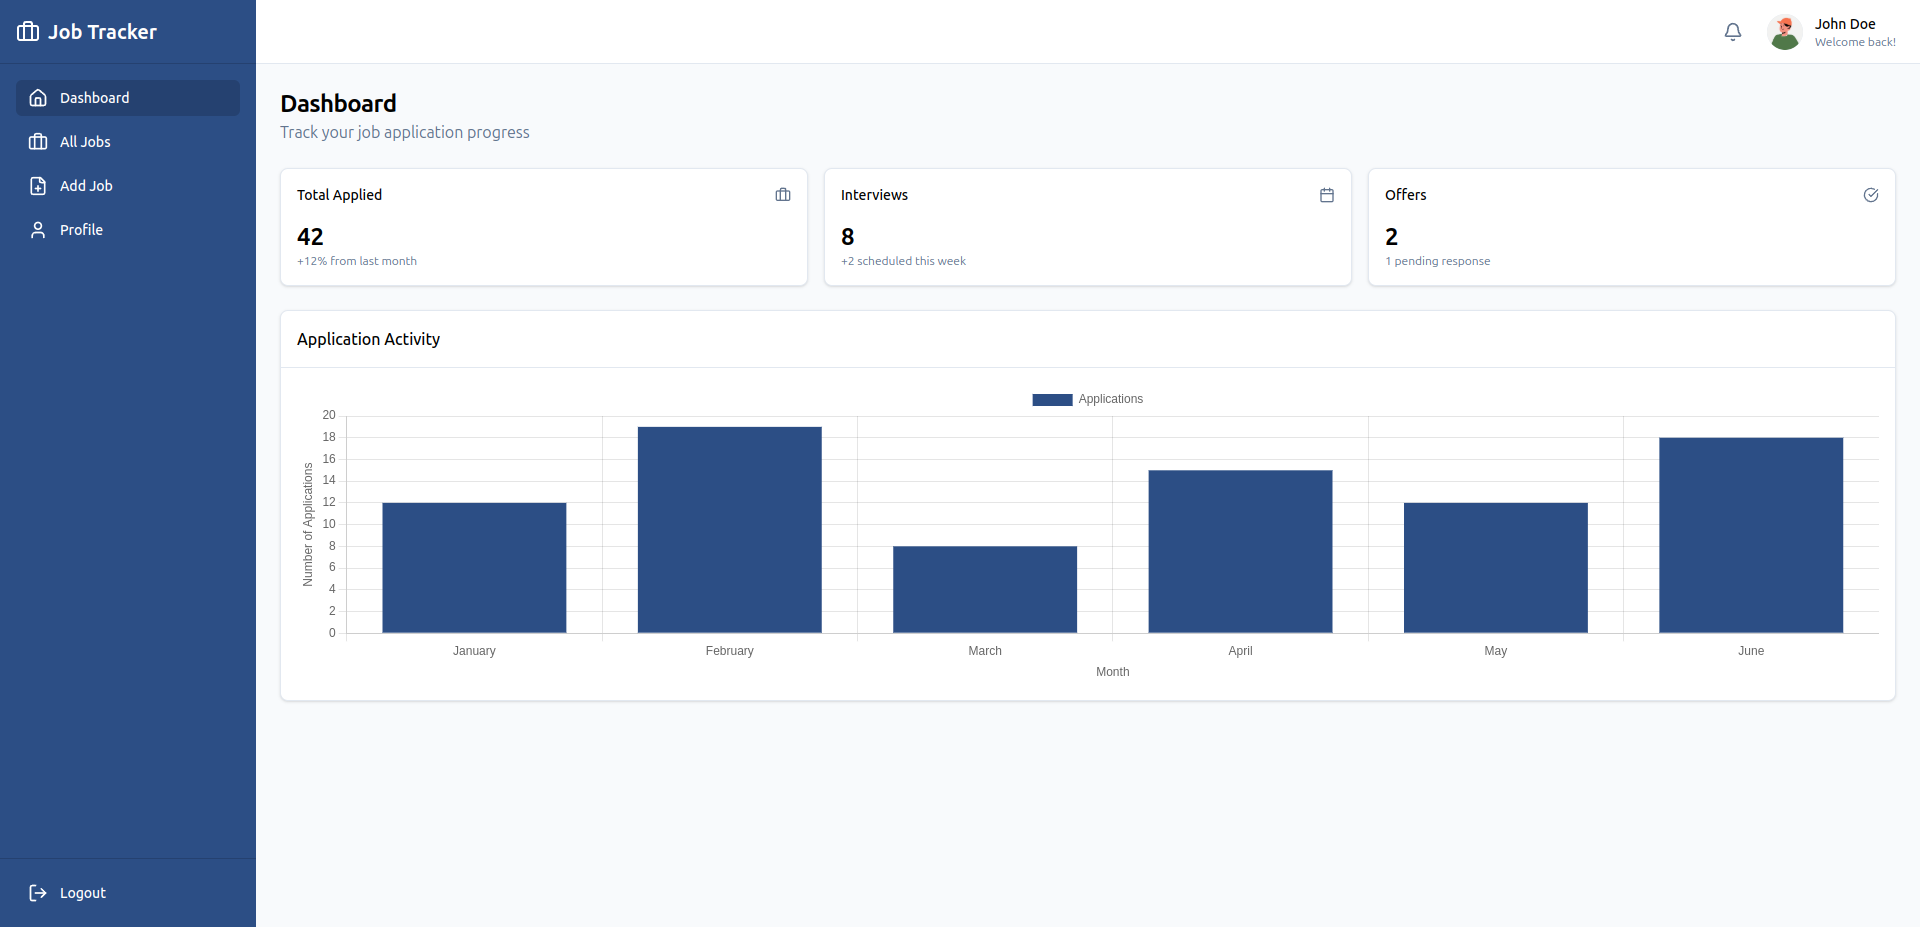 Job Tracker
Dashboard
All Jobs
Add Job
Profile
Logout
John Doe
Welcome back!
Dashboard
Track your job application progress
Total Applied
42
+12% from last month
Interviews
8
+2 scheduled this week
Offers
2
1 pending response
Application Activity
Applications
Number of Applications
20
18
16
14
12
10
8
6
4
2
0
January February March April May June
Month